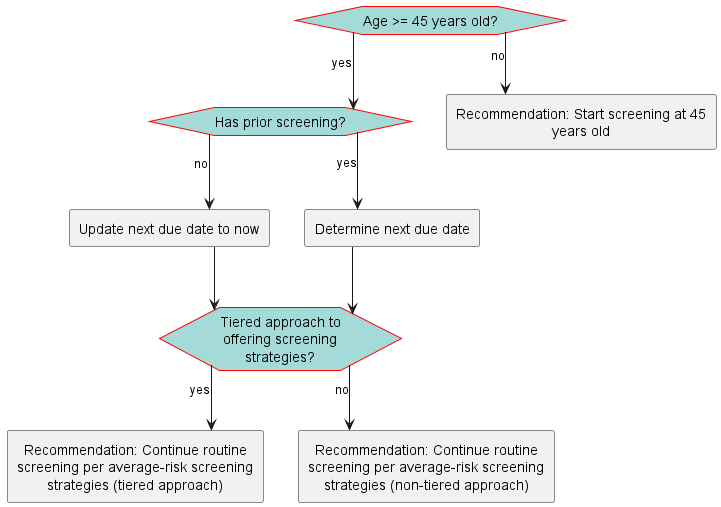 Age >= 45 years old?
yes
no
Recommendation: Start screening at 45
years old
Has prior screening?
no
yes
Update next due date to now
Determine next due date
Tiered approach to
offering screening
strategies?
yes
no
Recommendation: Continue routine
screening per average-risk screening
strategies (tiered approach)
Recommendation: Continue routine
screening per average-risk screening
strategies (non-tiered approach)